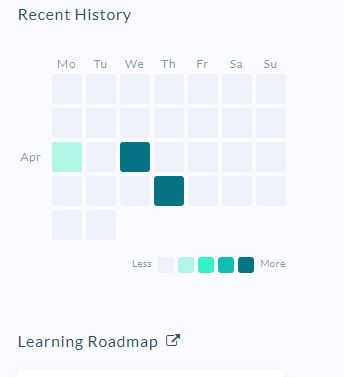 Recent History
Mo Tu We Th Fr Sa Su
Apr
Less More
Learning Roadmap